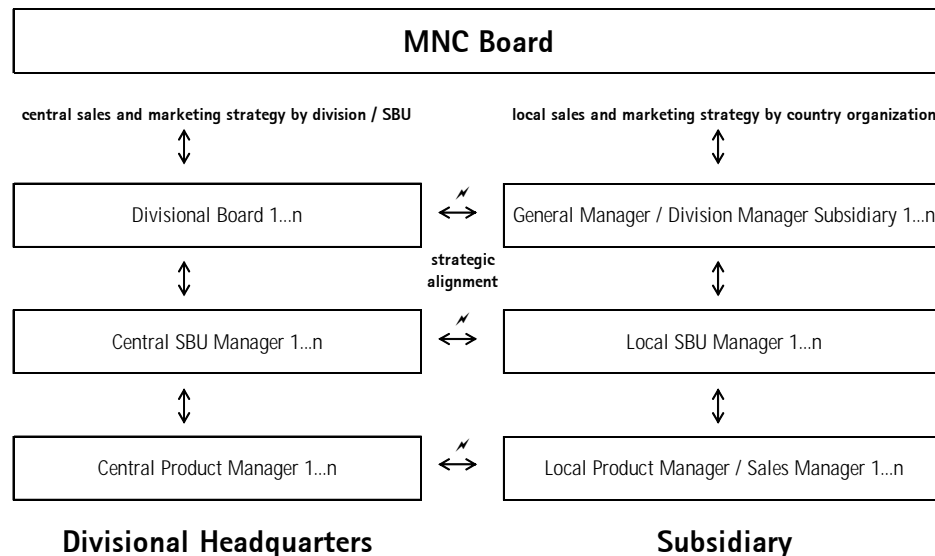 MNC Board
central sales and marketing strategy by division / SBU
local sales and marketing strategy by country organization
Divisional Board 1...n
General Manager / Division Manager Subsidiary 1...n
strategic
alignment
Central SBU Manager 1...n
Local SBU Manager 1...n
Central Product Manager 1...n
Local Product Manager / Sales Manager 1...n
Divisional Headquarters
Subsidiary